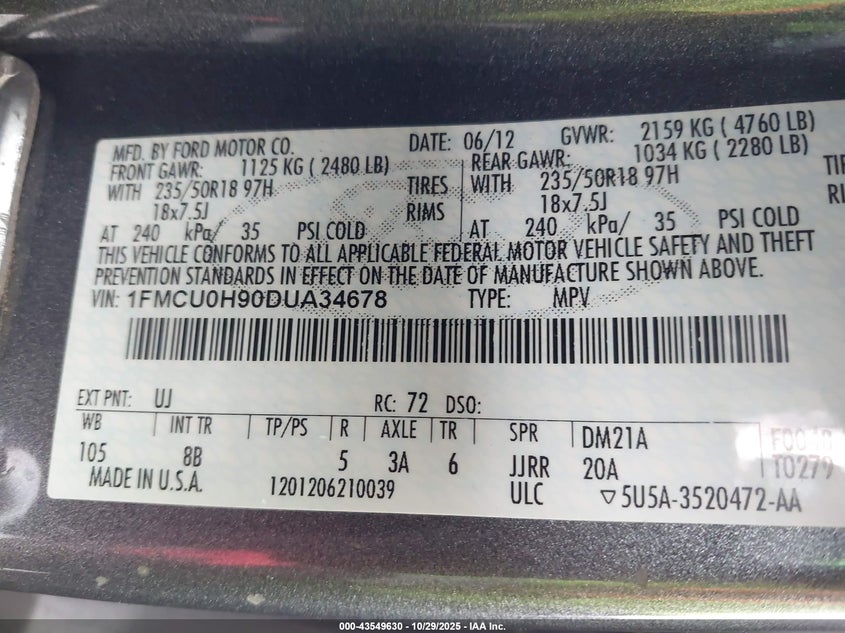 MFD. BY FORD MOTOR CO. DATE: 06/12 GVWR: 2159 KG ( 4760 LB)
FRONT GAWR: 1125 KG ( 2480 LB) REAR GAWR: 1034 KG ( 2280 LB)
WITH 235/50R18 97H TIRES WITH 235/50R18 97H
18x7.5J RIMS 18x7.5J
AT 240 kPa/ 35 PSI COLD AT 240 kPa/ 35 PSI COLD
THIS VEHICLE CONFORMS TO ALL APPLICABLE FEDERAL MOTOR VEHICLE SAFETY AND THEFT
PREVENTION STANDARDS IN EFFECT ON THE DATE OF MANUFACTURE SHOWN ABOVE.
VIN: 1FMCU0H90DUA34678 TYPE: MPV
EXT PNT: UJ RC: 72 DSO:
WB INT TR TP/PS R AXLE TR SPR DM21A
105 8B 5 3A 6 JJRR 20A T0279
MADE IN U.S.A. 1201206210039 ULC ▽5U5A-3520472-AA
000-43549630 - 10/29/2025 - IAA Inc.